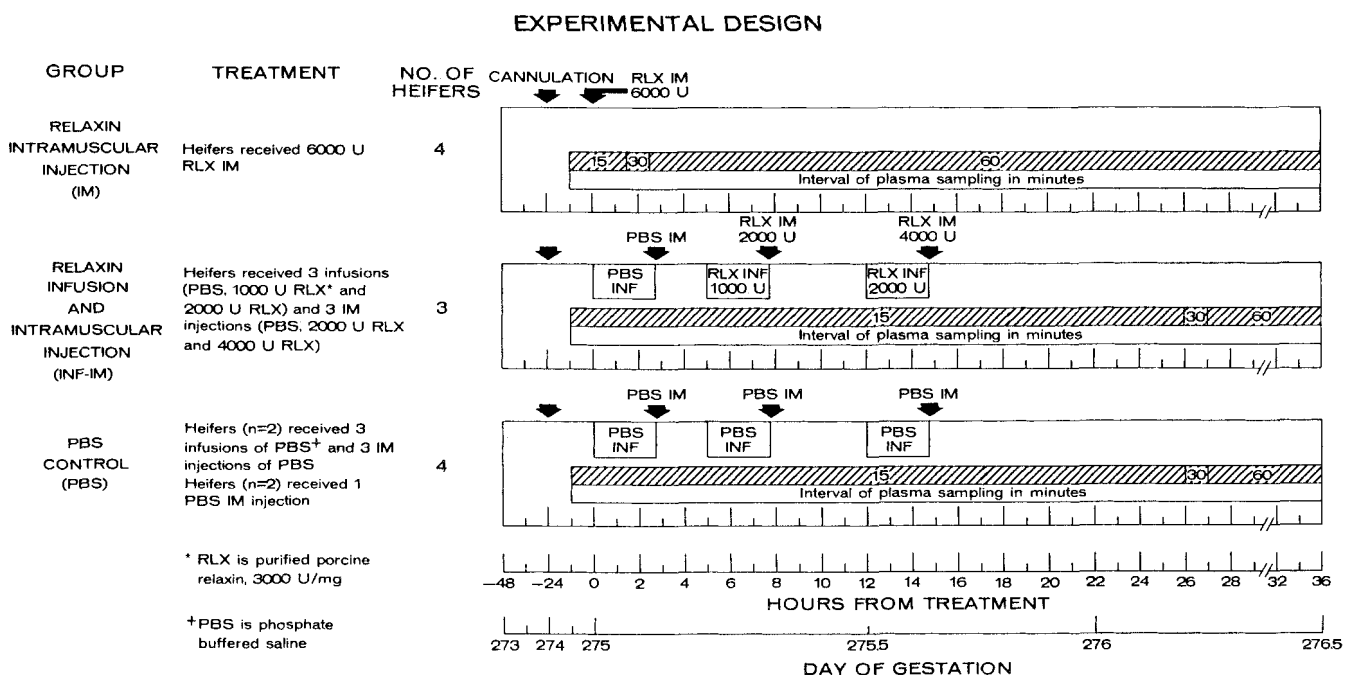 EXPERIMENTAL DESIGN
GROUP
TREATMENT
NO. OF
HEIFERS
CANNULATION
RLX IM
6000 U
RELAXIN
INTRAMUSCULAR
INJECTION
(IM)
Heifers received 6000 U
RLX IM
4
15
30
60
Interval of plasma sampling in minutes
PBS IM
RLX IM
2000 U
RLX IM
4000 U
RELAXIN
INFUSION
AND
INTRAMUSCULAR
INJECTION
(INF-IM)
Heifers received 3 infusions
(PBS, 1000 U RLX* and
2000 U RLX) and 3 IM
injections (PBS, 2000 U RLX
and 4000 U RLX)
3
PBS
INF
RLX INF
1000 U
RLX INF
2000 U
15
30
60
Interval of plasma sampling in minutes
PBS IM
PBS IM
PBS IM
PBS
CONTROL
(PBS)
Heifers (n=2) received 3
infusions of PBS+ and 3 IM
injections of PBS
Heifers (n=2) received 1
PBS IM injection
4
PBS
INF
PBS
INF
PBS
INF
15
30
60
Interval of plasma sampling in minutes
* RLX is purified porcine
relaxin, 3000 U/mg
-48 -24 0 2 4 6 8 10 12 14 16 18 20 22 24 26 28 32 36
HOURS FROM TREATMENT
+PBS is phosphate
buffered saline
273 274 275 275.5 276 276.5
DAY OF GESTATION